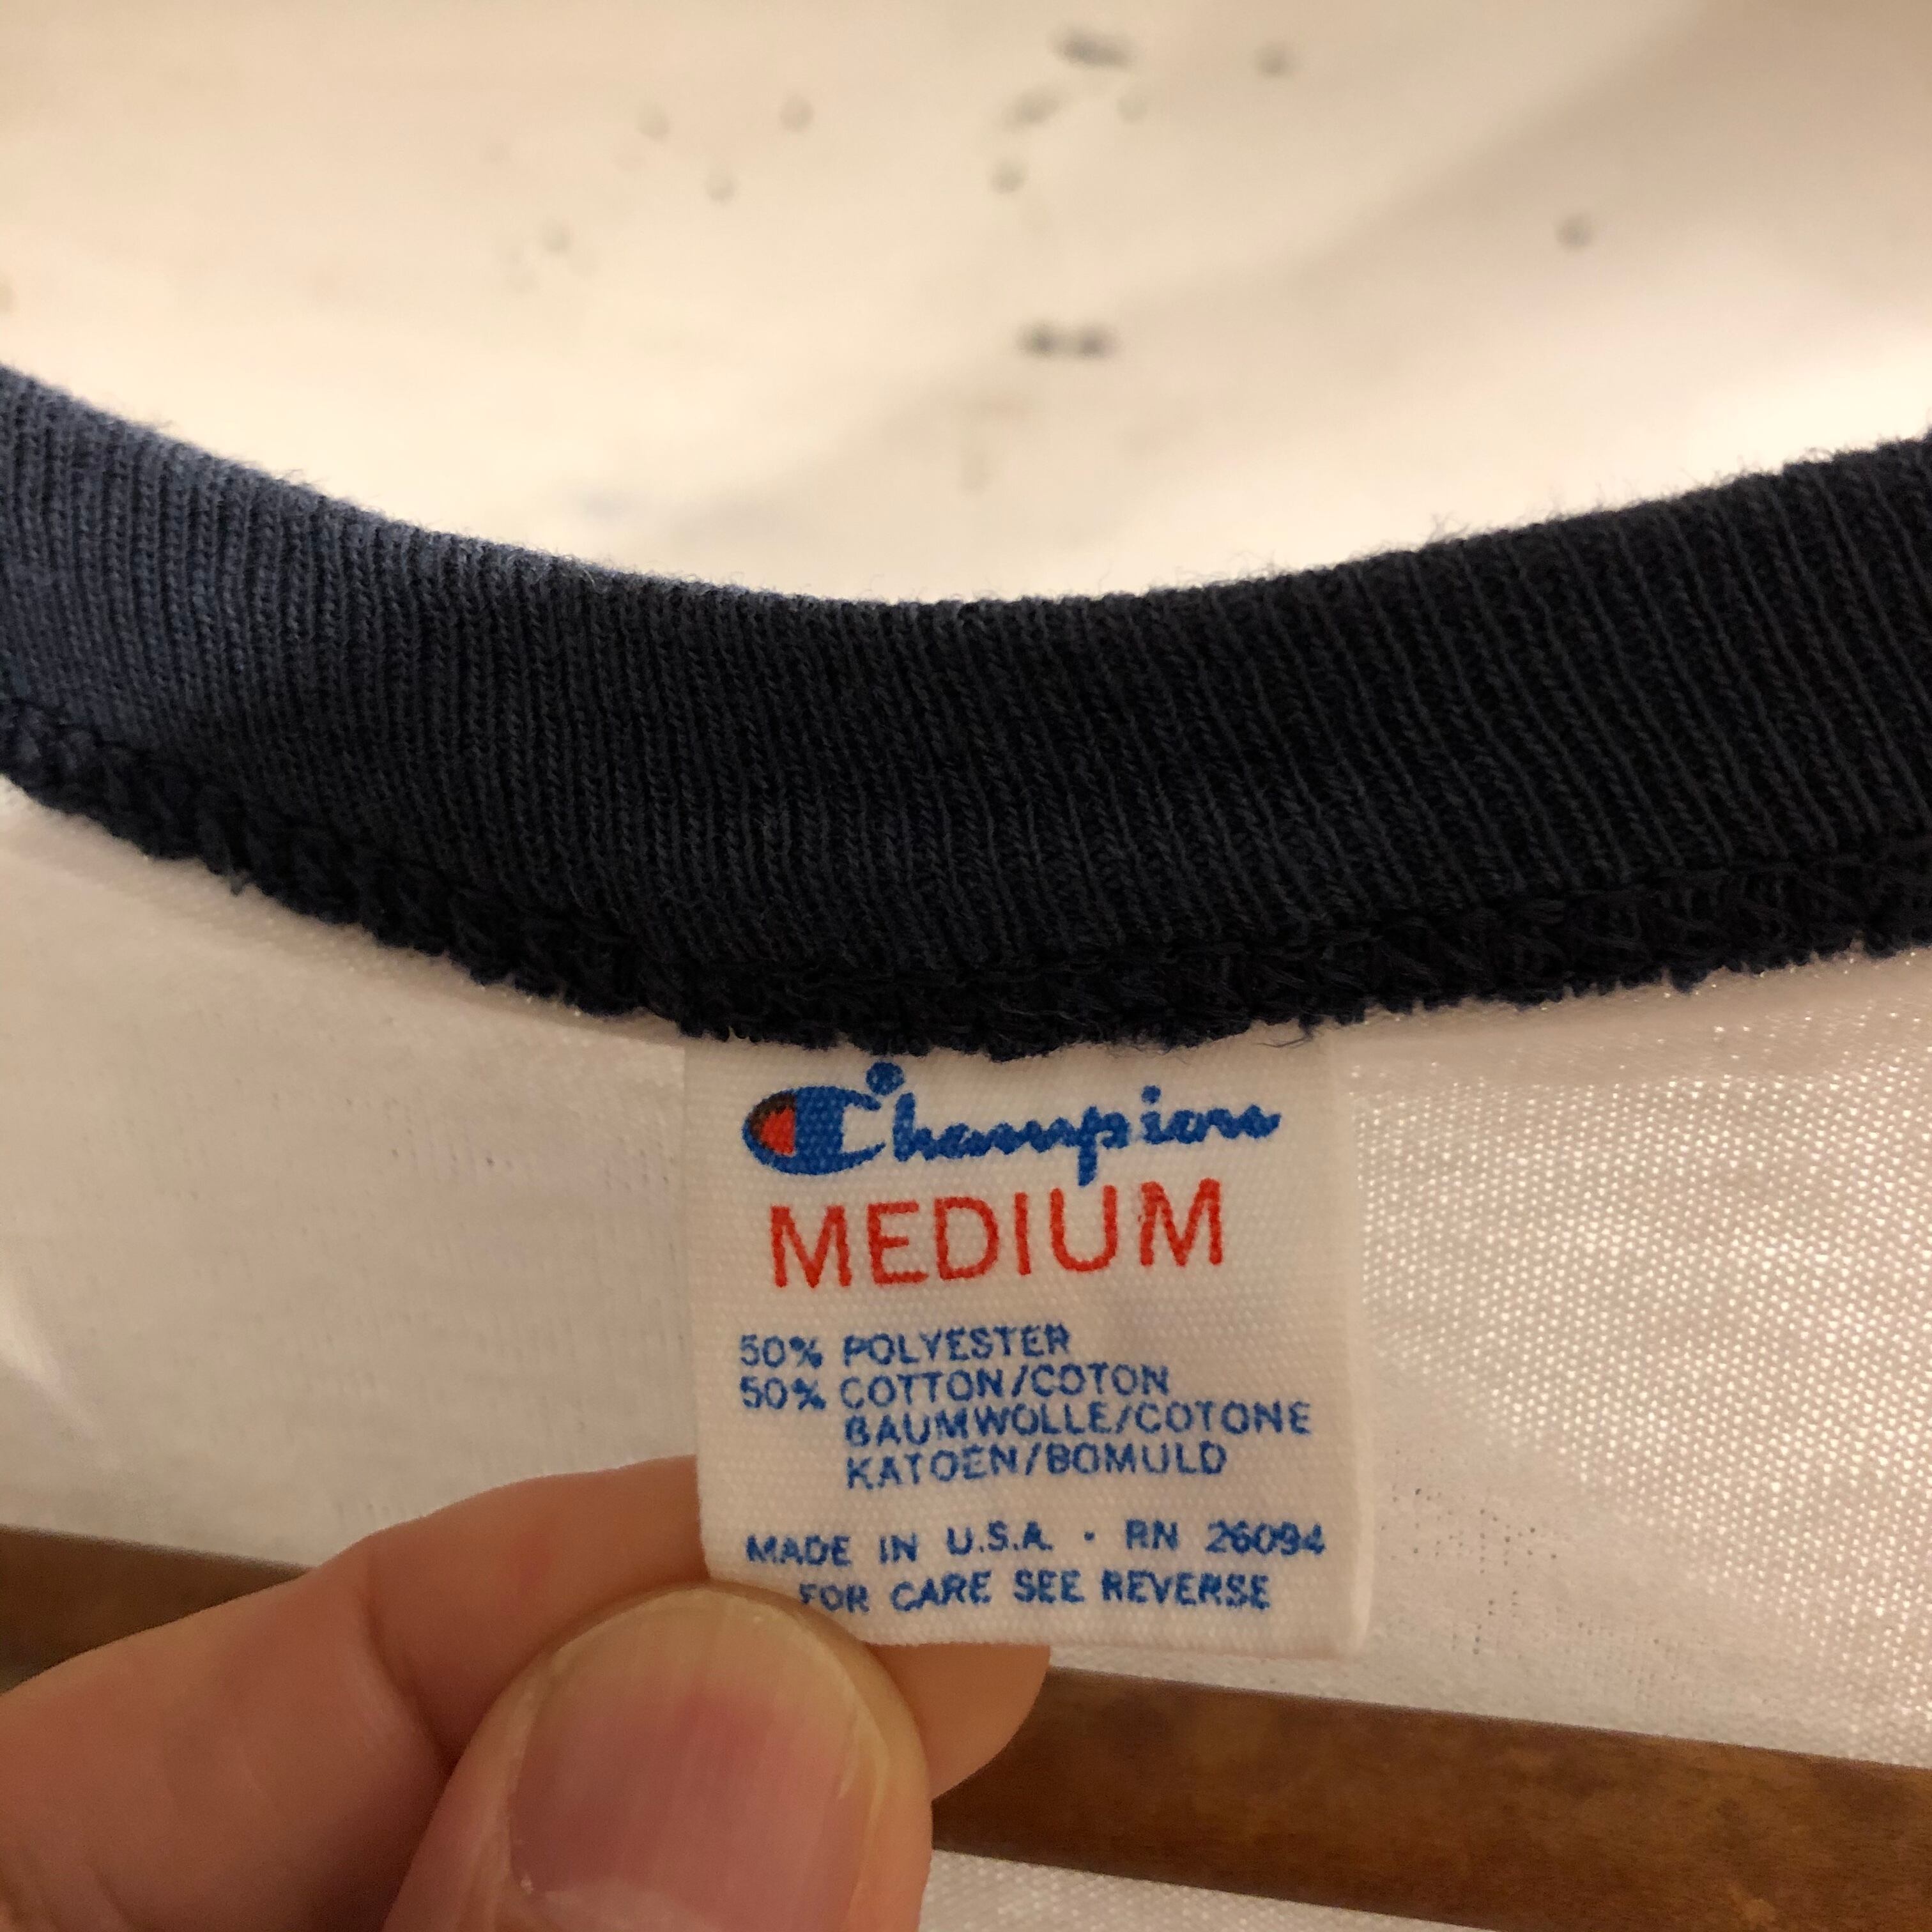 Champion
MEDIUM
50% POLYESTER
50% COTTON/COTON
BAUMWOLLE/COTONE
KATOEN/BOMULD
MADE IN U.S.A. · RN 26094
FOR CARE SEE REVERSE